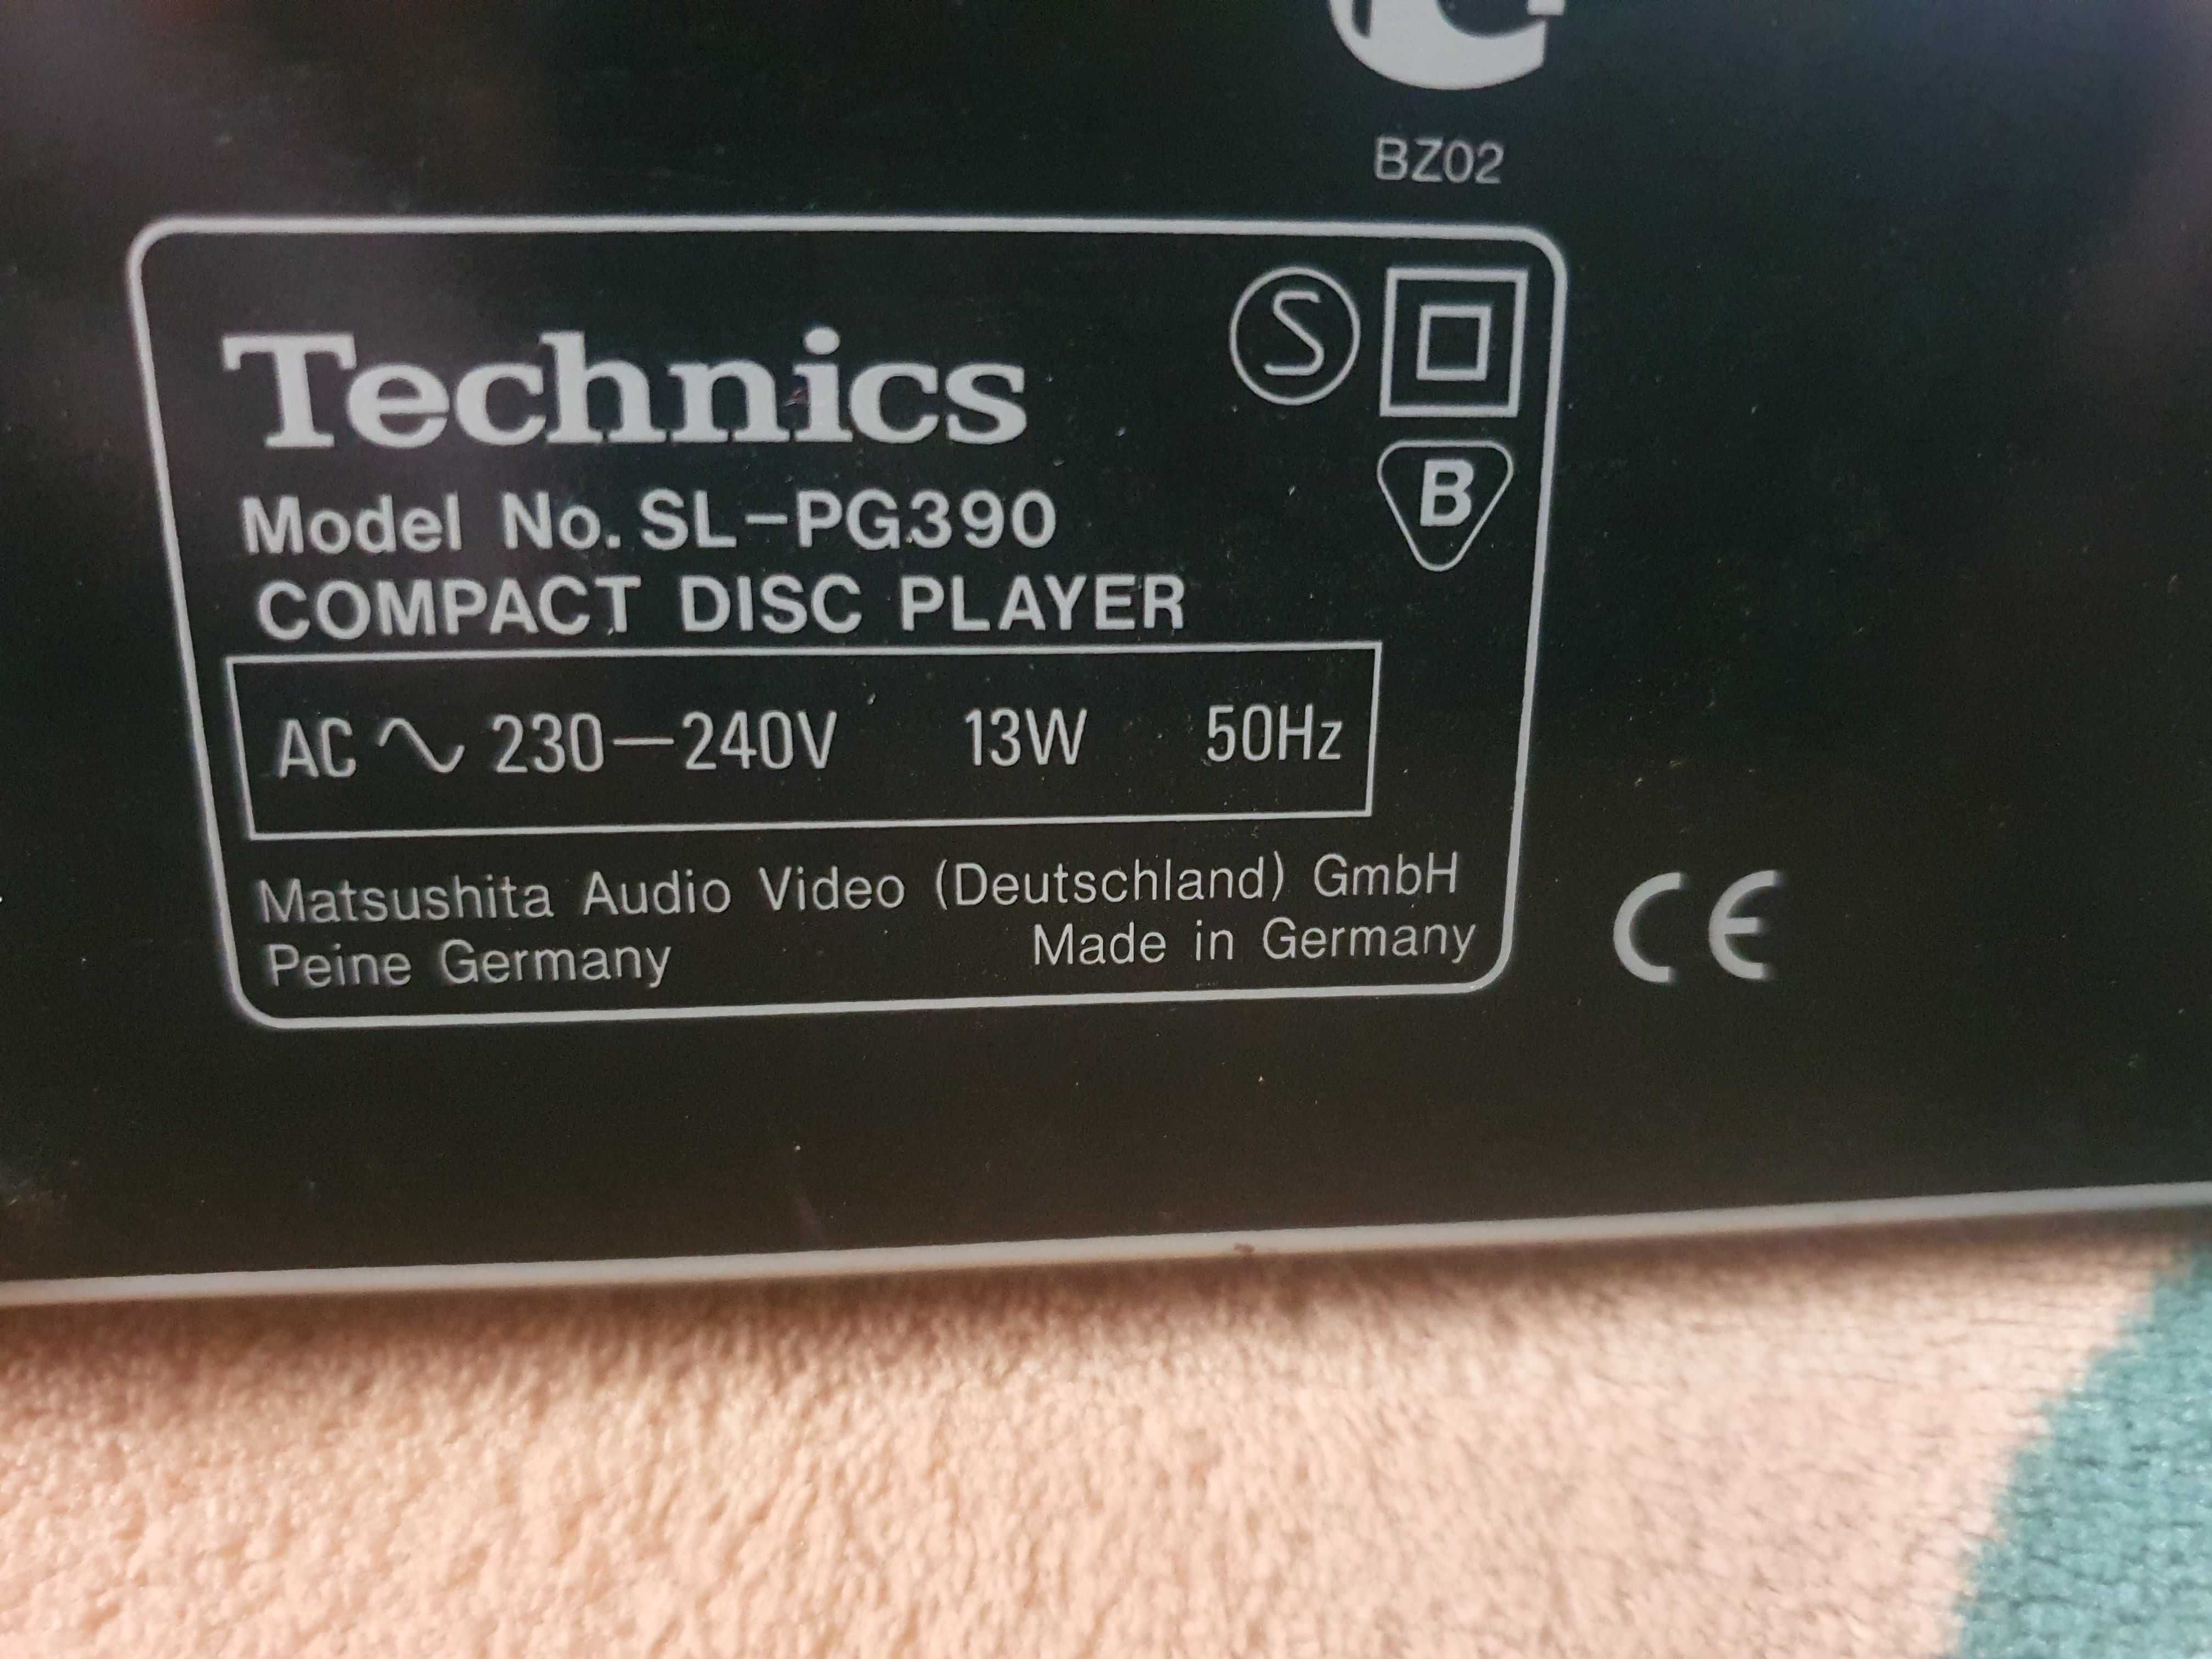 BZ02
Technics
S
Model No. SL-PG390
B
COMPACT DISC PLAYER
AC ∿ 230-240V 13W 50Hz
Matsushita Audio Video (Deutschland) GmbH
Peine Germany Made in Germany
CE